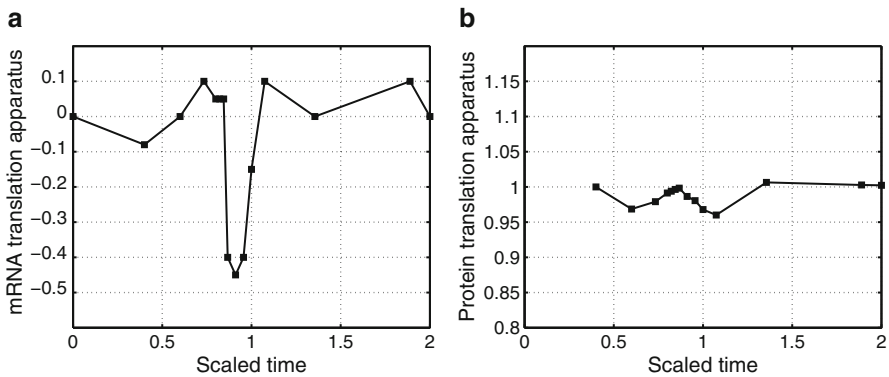 a
mRNA translation apparatus
0.1
0
−0.1
−0.2
−0.3
−0.4
−0.5
0 0.5 1 1.5 2
Scaled time
b
Protein translation apparatus
1.15
1.1
1.05
1
0.95
0.9
0.85
0.8
0 0.5 1 1.5 2
Scaled time